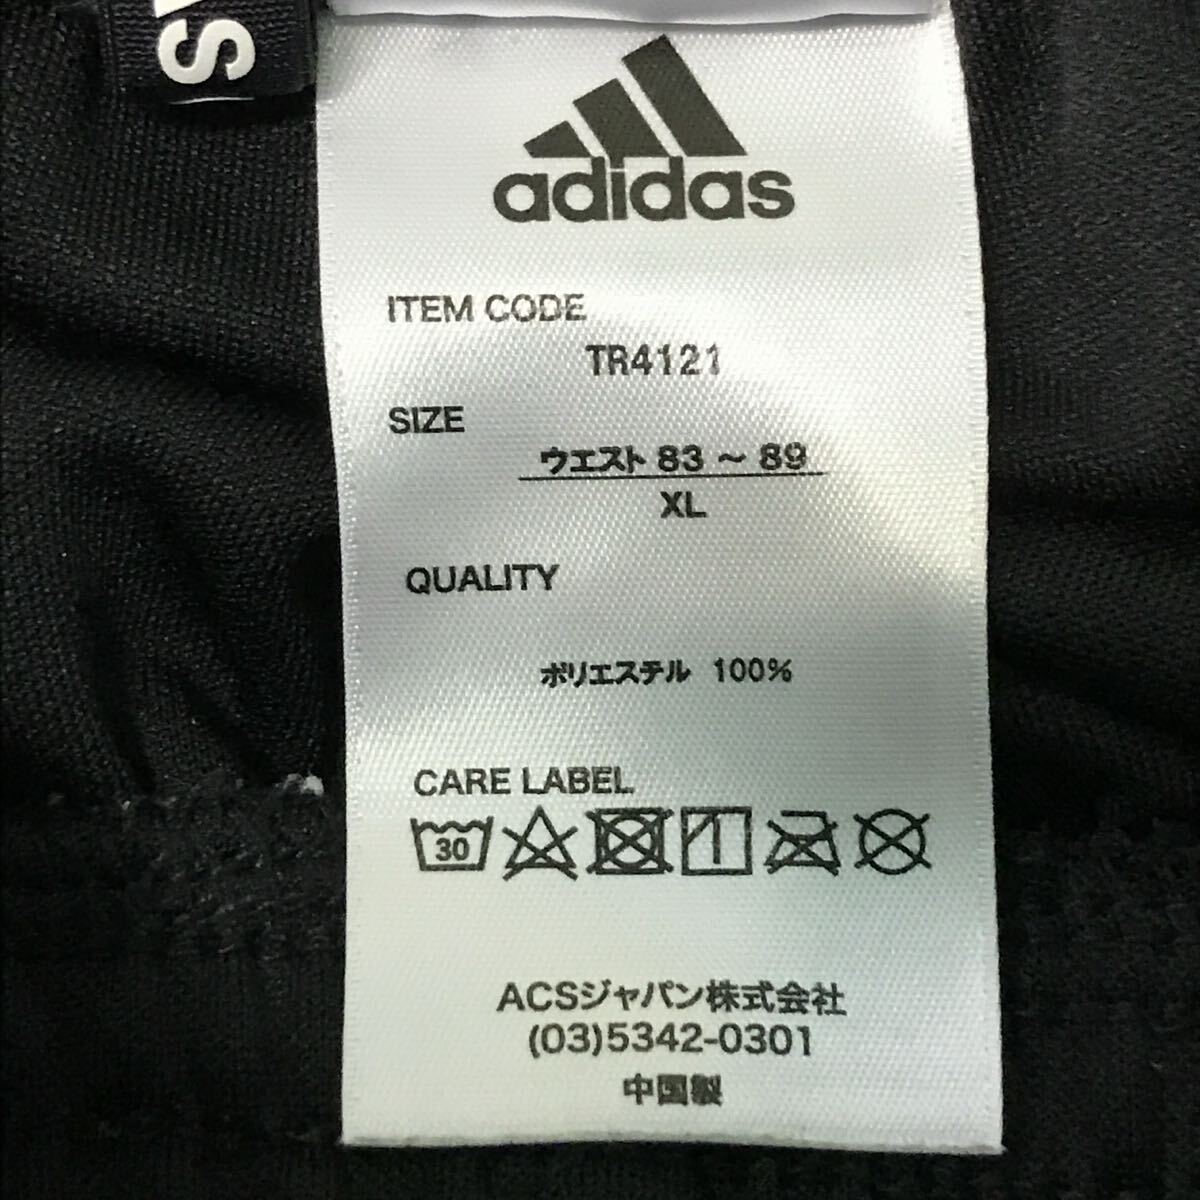 AS
adidas
ITEM CODE
TR4121
SIZE
ウエスト 83 ~ 89
XL
QUALITY
ポリエステル 100%
CARE LABEL
30
ACSジャパン株式会社
(03)5342-0301
中国製